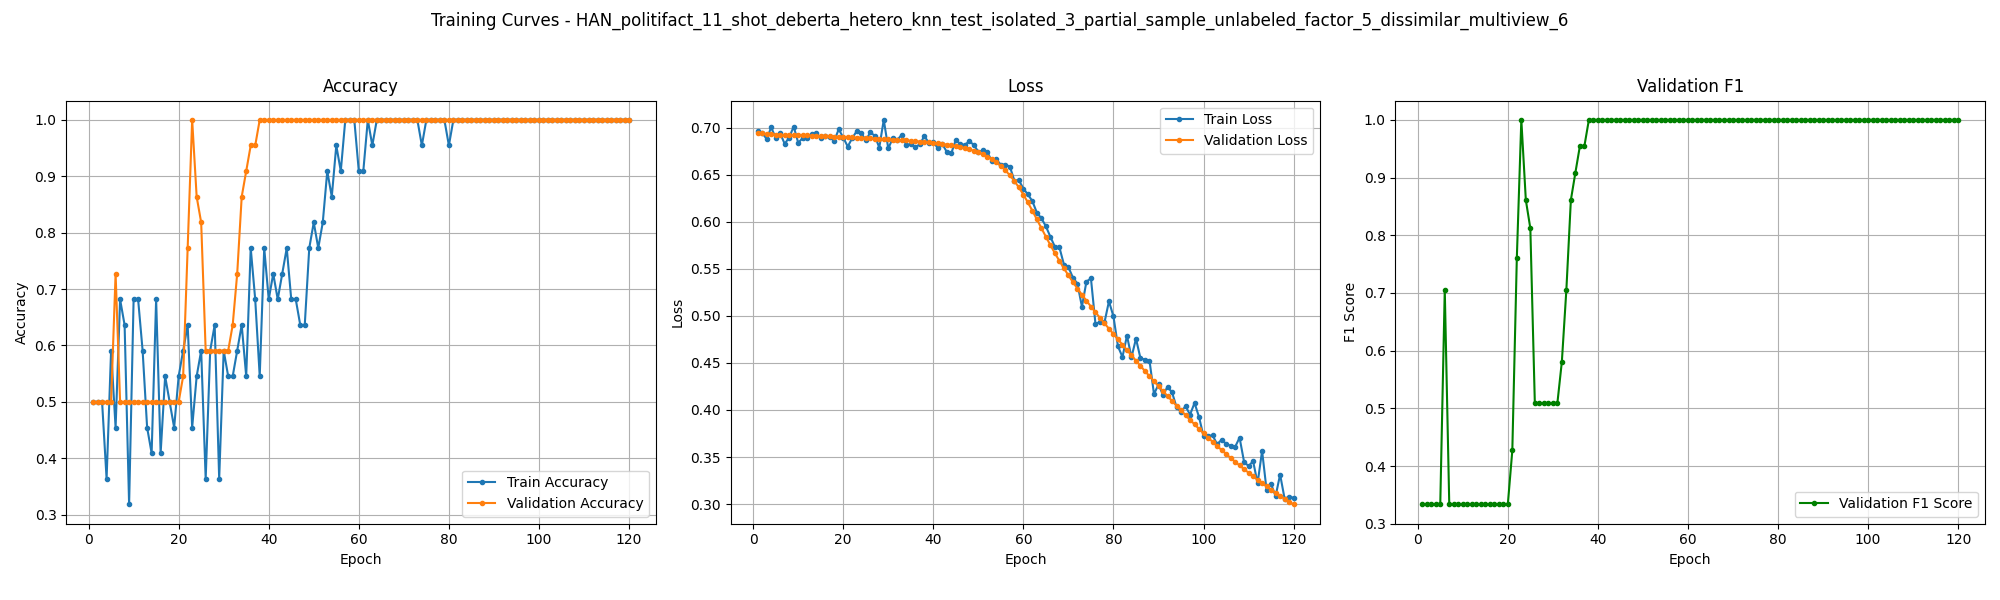 Training Curves - HAN_politifact_11_shot_deberta_hetero_knn_test_isolated_3_partial_sample_unlabeled_factor_5_dissimilar_multiview_6
Accuracy
Accuracy
1.0
0.9
0.8
0.7
0.6
0.5
0.4
0.3
0 20 40 60 80 100 120
Epoch
Train Accuracy
Validation Accuracy
Loss
Loss
0.70
0.65
0.60
0.55
0.50
0.45
0.40
0.35
0.30
0 20 40 60 80 100 120
Epoch
Train Loss
Validation Loss
Validation F1
F1 Score
1.0
0.9
0.8
0.7
0.6
0.5
0.4
0.3
0 20 40 60 80 100 120
Epoch
Validation F1 Score